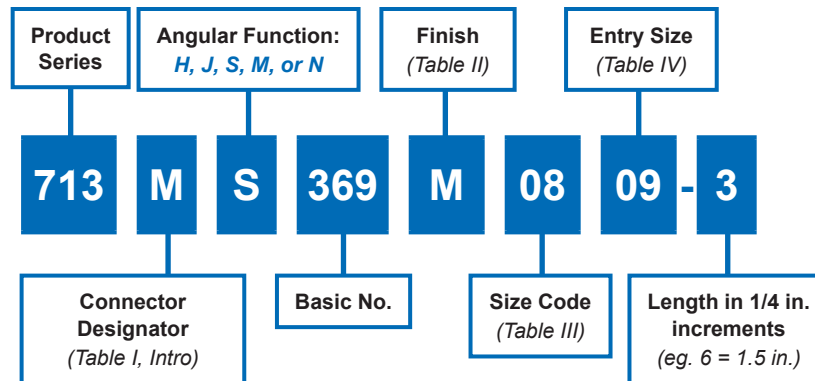 Product
Series
Angular Function:
H, J, S, M, or N
Finish
(Table II)
Entry Size
(Table IV)
713 M S 369 M 08 09 - 3
Connector
Designator
(Table I, Intro)
Basic No.
Size Code
(Table III)
Length in 1/4 in.
increments
(eg. 6 = 1.5 in.)